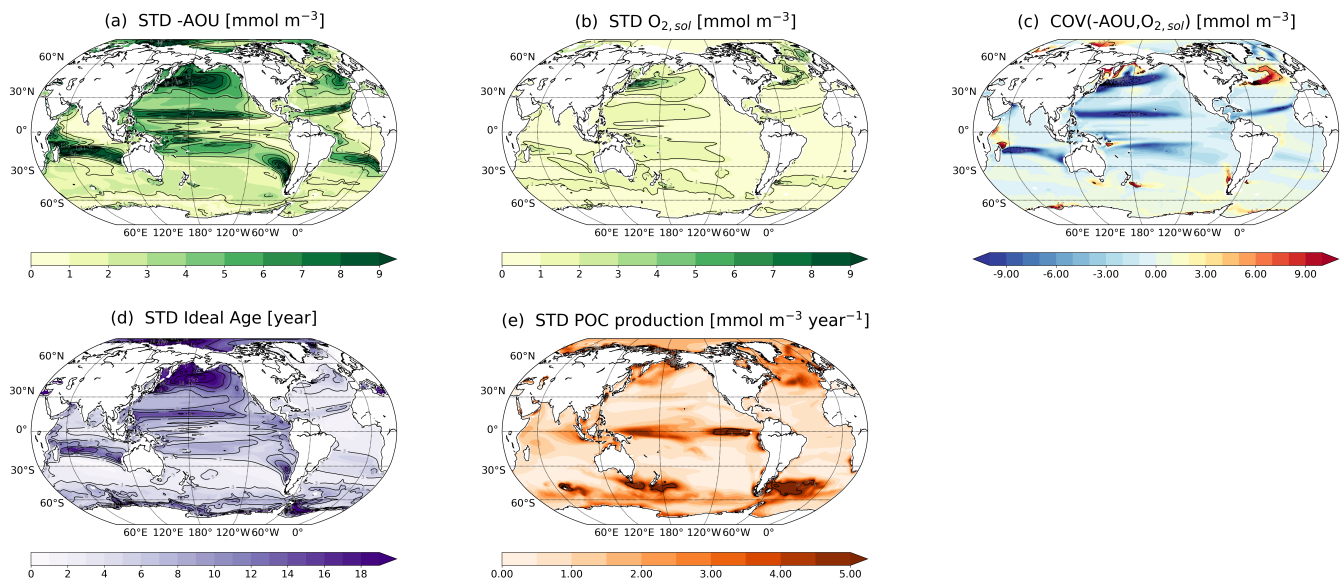 (a) STD -AOU [mmol m⁻³]
60°N
30°N
0°
30°S
60°S
60°E 120°E 180° 120°W 60°W 0°
0 1 2 3 4 5 6 7 8 9
(b) STD O₂,sol [mmol m⁻³]
60°N
30°N
0°
30°S
60°S
60°E 120°E 180° 120°W 60°W 0°
0 1 2 3 4 5 6 7 8 9
(c) COV(-AOU,O₂,sol) [mmol m⁻³]
60°N
30°N
0°
30°S
60°S
60°E 120°E 180° 120°W 60°W 0°
-9.00 -6.00 -3.00 0.00 3.00 6.00 9.00
(d) STD Ideal Age [year]
60°N
30°N
0°
30°S
60°S
60°E 120°E 180° 120°W 60°W 0°
0 2 4 6 8 10 12 14 16 18
(e) STD POC production [mmol m⁻³ year⁻¹]
60°N
30°N
0°
30°S
60°S
60°E 120°E 180° 120°W 60°W 0°
0.00 1.00 2.00 3.00 4.00 5.00